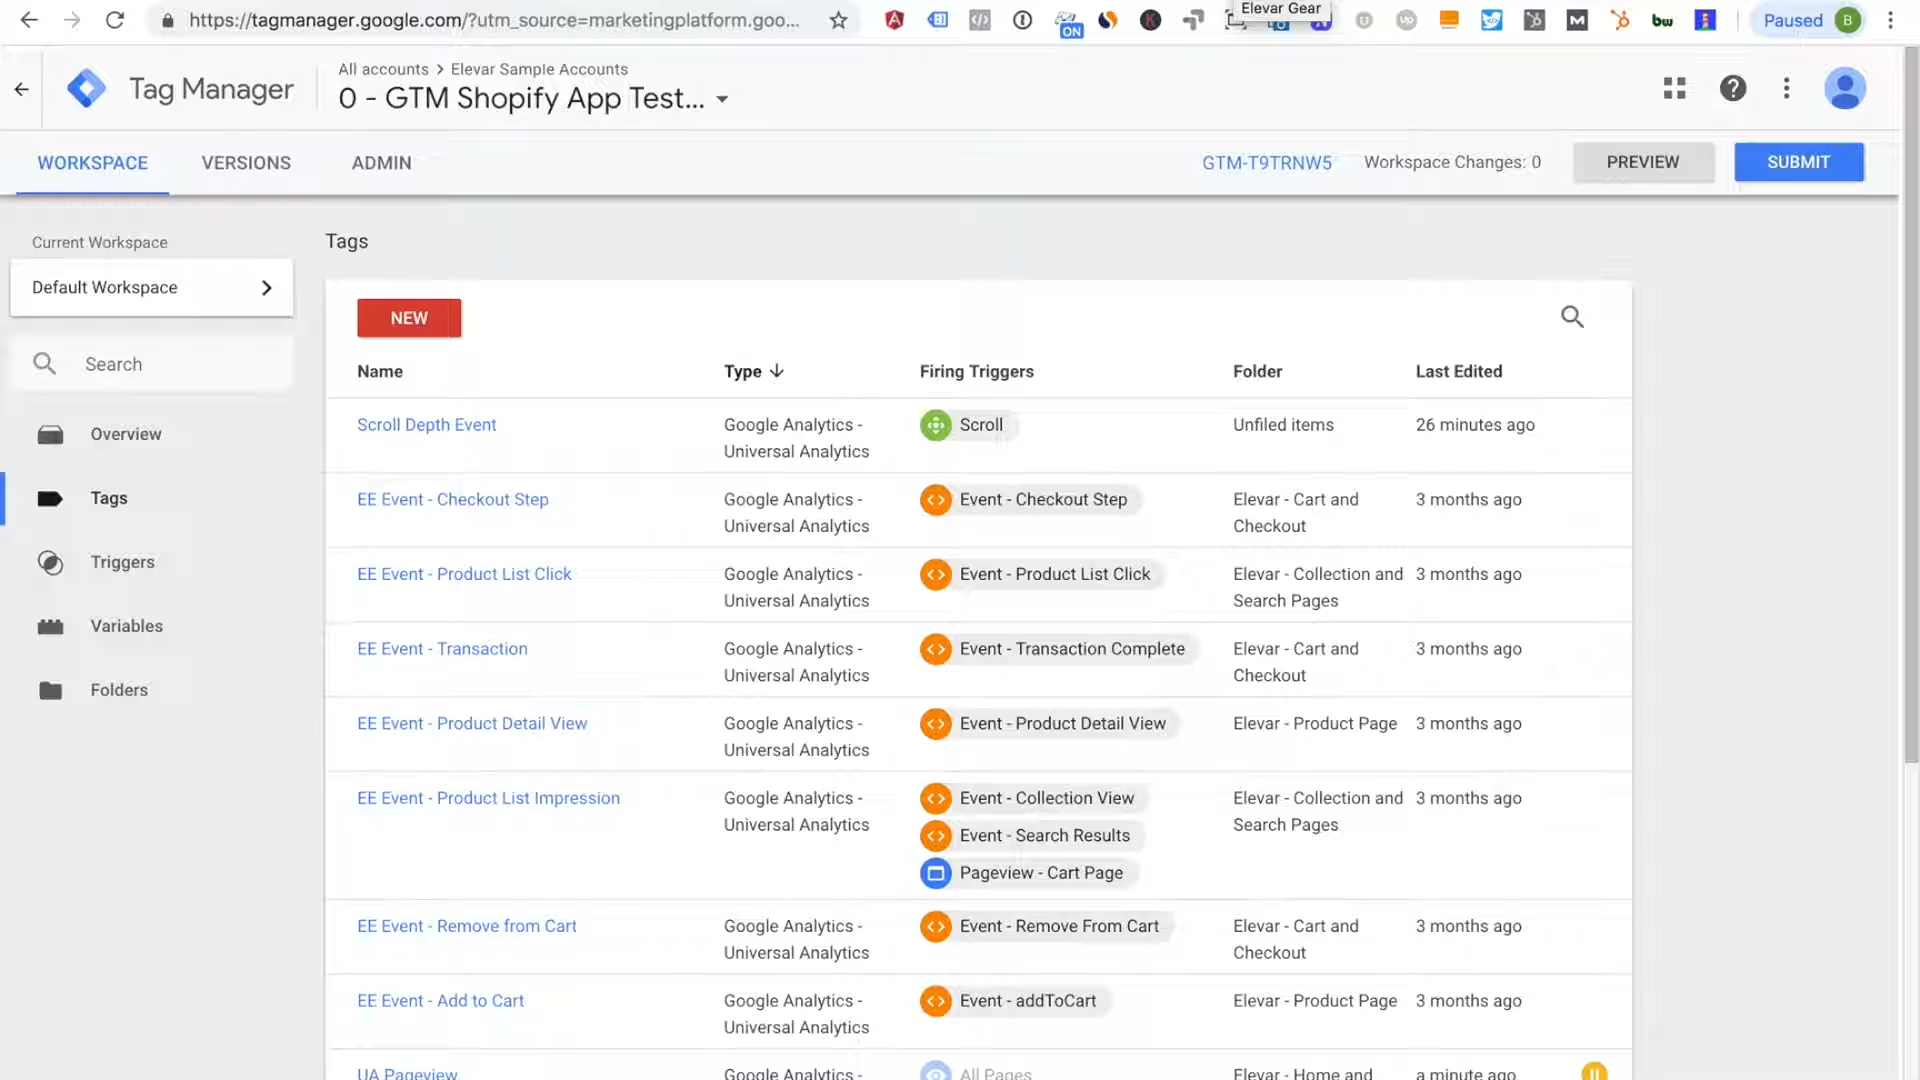 Elevar Gear
https://tagmanager.google.com/?utm_source=marketingplatform.goo...
ON
bw
Paused B
Tag Manager
All accounts > Elevar Sample Accounts
0 - GTM Shopify App Test...
WORKSPACE VERSIONS ADMIN GTM-T9TRNW5 Workspace Changes: 0 PREVIEW SUBMIT
Current Workspace
Default Workspace
Search
Overview
Tags
Triggers
Variables
Folders
Tags
NEW
Name Type Firing Triggers Folder Last Edited
Scroll Depth Event Google Analytics - Scroll Unfiled items 26 minutes ago
Universal Analytics
EE Event - Checkout Step Google Analytics - Event - Checkout Step Elevar - Cart and 3 months ago
Universal Analytics Checkout
EE Event - Product List Click Google Analytics - Event - Product List Click Elevar - Collection and 3 months ago
Universal Analytics Search Pages
EE Event - Transaction Google Analytics - Event - Transaction Complete Elevar - Cart and 3 months ago
Universal Analytics Checkout
EE Event - Product Detail View Google Analytics - Event - Product Detail View Elevar - Product Page 3 months ago
Universal Analytics
EE Event - Product List Impression Google Analytics - Event - Collection View Elevar - Collection and 3 months ago
Universal Analytics Event - Search Results Search Pages
Pageview - Cart Page
EE Event - Remove from Cart Google Analytics - Event - Remove From Cart Elevar - Cart and 3 months ago
Universal Analytics Checkout
EE Event - Add to Cart Google Analytics - Event - addToCart Elevar - Product Page 3 months ago
Universal Analytics
UA Pageview Google Analytics - All Pages Elevar - Home and a minute ago